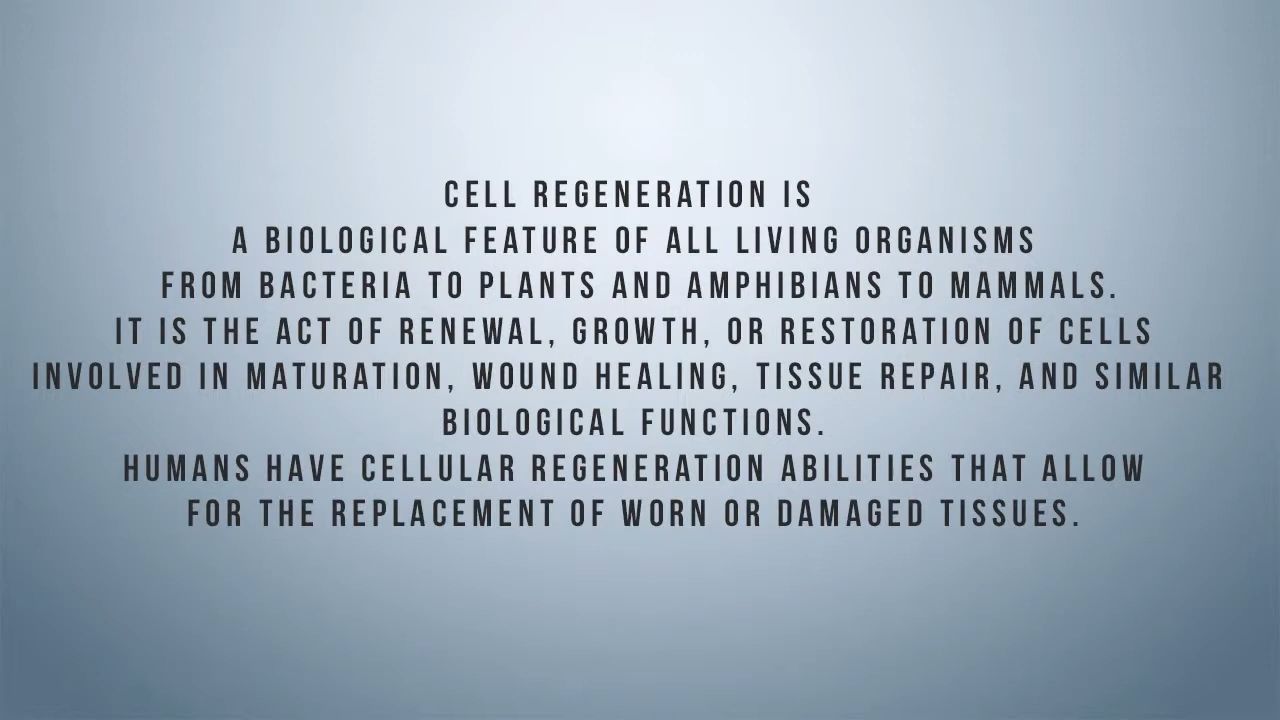 CELL REGENERATION IS
A BIOLOGICAL FEATURE OF ALL LIVING ORGANISMS
FROM BACTERIA TO PLANTS AND AMPHIBIANS TO MAMMALS.
IT IS THE ACT OF RENEWAL, GROWTH, OR RESTORATION OF CELLS
INVOLVED IN MATURATION, WOUND HEALING, TISSUE REPAIR, AND SIMILAR
BIOLOGICAL FUNCTIONS.
HUMANS HAVE CELLULAR REGENERATION ABILITIES THAT ALLOW
FOR THE REPLACEMENT OF WORN OR DAMAGED TISSUES.